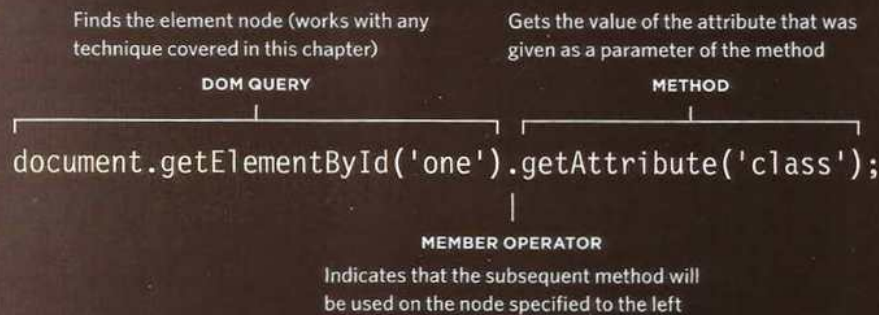 Finds the element node (works with any
technique covered in this chapter)
DOM QUERY
Gets the value of the attribute that was
given as a parameter of the method
METHOD
document.getElementById('one').getAttribute('class');
MEMBER OPERATOR
Indicates that the subsequent method will
be used on the node specified to the left